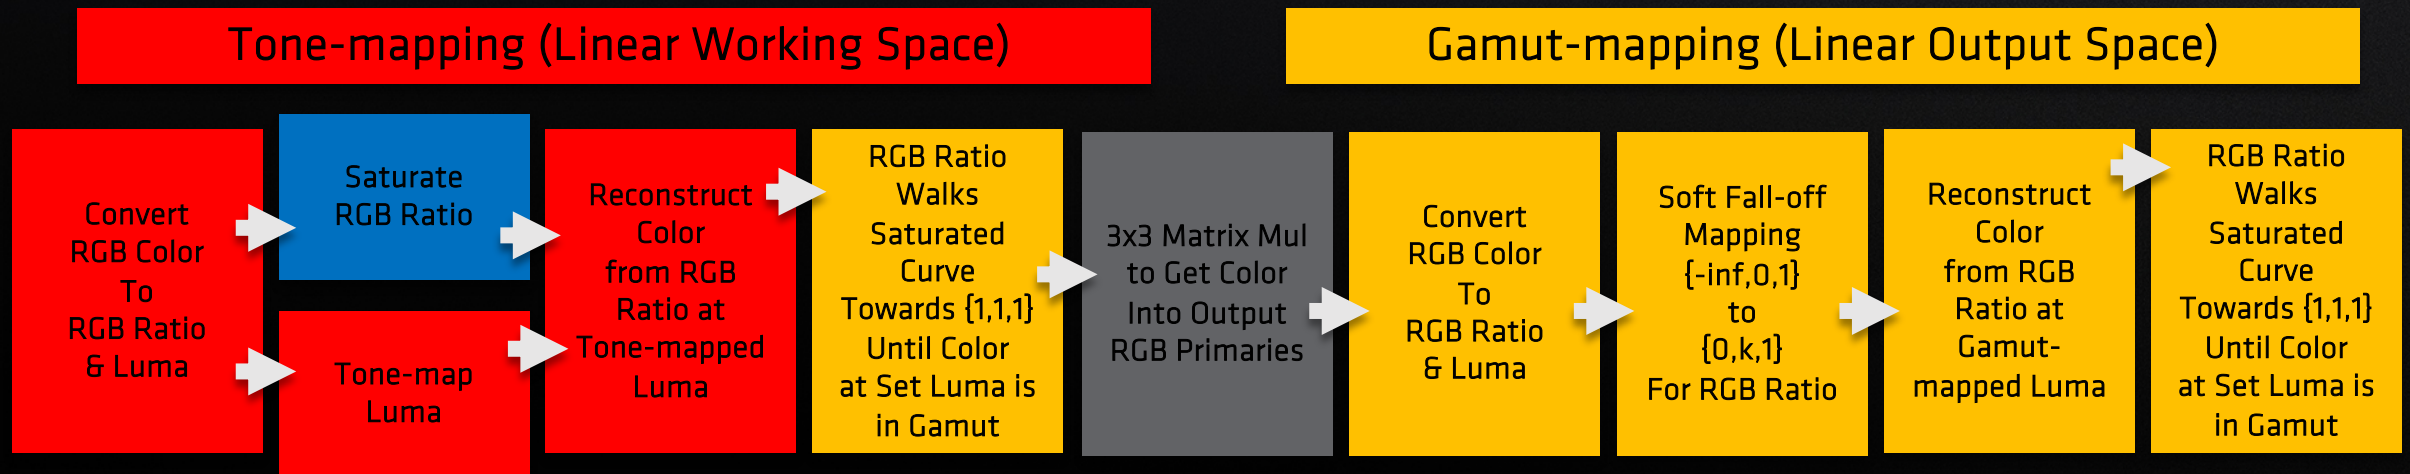 Tone-mapping (Linear Working Space)
Gamut-mapping (Linear Output Space)
Convert
RGB Color
To
RGB Ratio
& Luma
Saturate
RGB Ratio
Tone-map
Luma
Reconstruct
Color
from RGB
Ratio at
Tone-mapped
Luma
RGB Ratio
Walks
Saturated
Curve
Towards {1,1,1}
Until Color
at Set Luma is
in Gamut
3x3 Matrix Mul
to Get Color
Into Output
RGB Primaries
Convert
RGB Color
To
RGB Ratio
& Luma
Soft Fall-off
Mapping
{-inf,0,1}
to
{0,k,1}
For RGB Ratio
Reconstruct
Color
from RGB
Ratio at
Gamut-
mapped Luma
RGB Ratio
Walks
Saturated
Curve
Towards {1,1,1}
Until Color
at Set Luma is
in Gamut